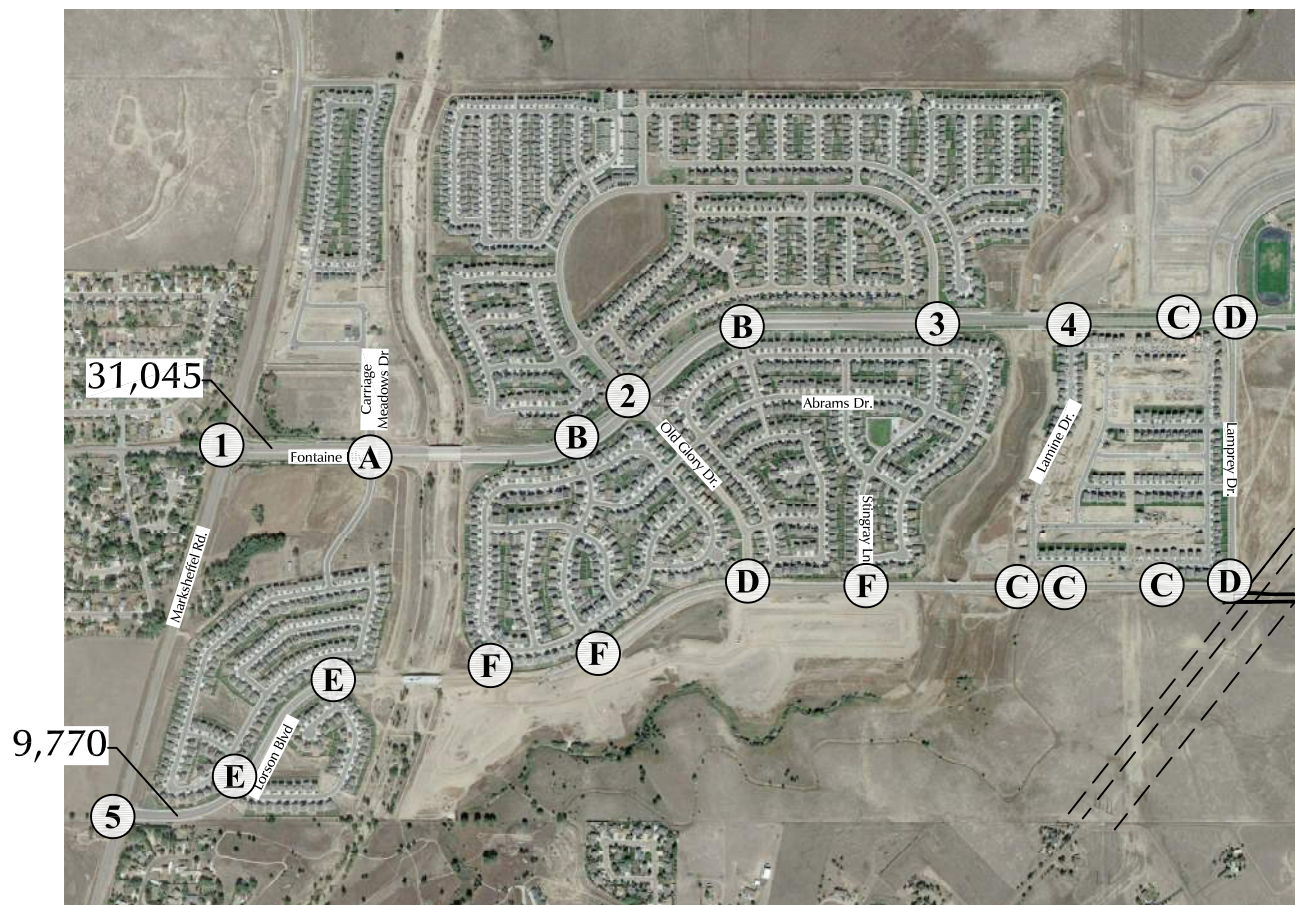 B
3
4
C
D
31,045
Carriage
Meadows Dr
2
Abrams Dr.
1
Fontaine
A
B
Old Glory Dr.
Lamine Dr.
Lamprey Dr.
Marksheffel Rd.
Stingray Ln
D
F
C
C
C
D
F
F
E
9,770
E
Lorson Blvd
5